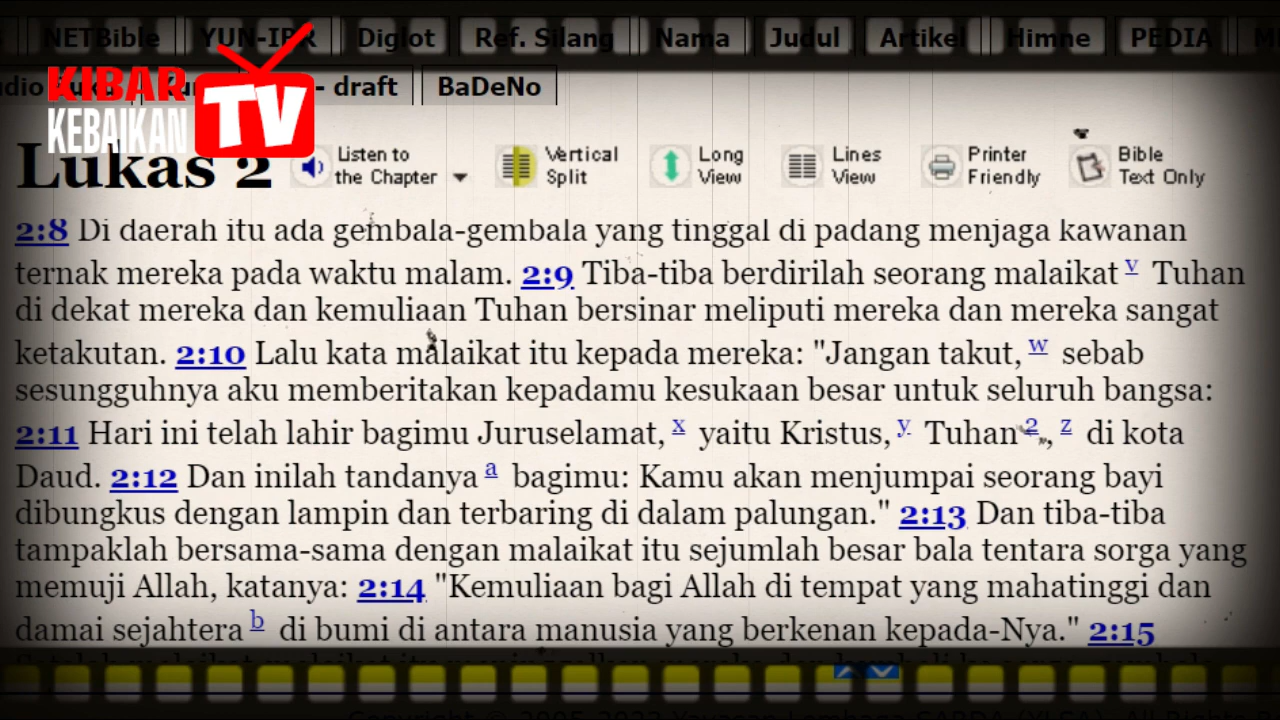 NETBible YUN-IBR Diglot Ref. Silang Nama Judul Artikel Himne PEDIA
- draft BaDeNo
KIBAR
KEBAIKAN
TV
Lukas 2
Listen to the Chapter
Vertical Split
Long View
Lines View
Printer Friendly
Bible Text Only
2:8 Di daerah itu ada gembala-gembala yang tinggal di padang menjaga kawanan
ternak mereka pada waktu malam. 2:9 Tiba-tiba berdirilah seorang malaikat v Tuhan
di dekat mereka dan kemuliaan Tuhan bersinar meliputi mereka dan mereka sangat
ketakutan. 2:10 Lalu kata malaikat itu kepada mereka: "Jangan takut, w sebab
sesungguhnya aku memberitakan kepadamu kesukaan besar untuk seluruh bangsa:
2:11 Hari ini telah lahir bagimu Juruselamat, x yaitu Kristus, y Tuhan 2, z di kota
Daud. 2:12 Dan inilah tandanya a bagimu: Kamu akan menjumpai seorang bayi
dibungkus dengan lampin dan terbaring di dalam palungan." 2:13 Dan tiba-tiba
tampaklah bersama-sama dengan malaikat itu sejumlah besar bala tentara sorga yang
memuji Allah, katanya: 2:14 "Kemuliaan bagi Allah di tempat yang mahatinggi dan
damai sejahtera b di bumi di antara manusia yang berkenan kepada-Nya." 2:15